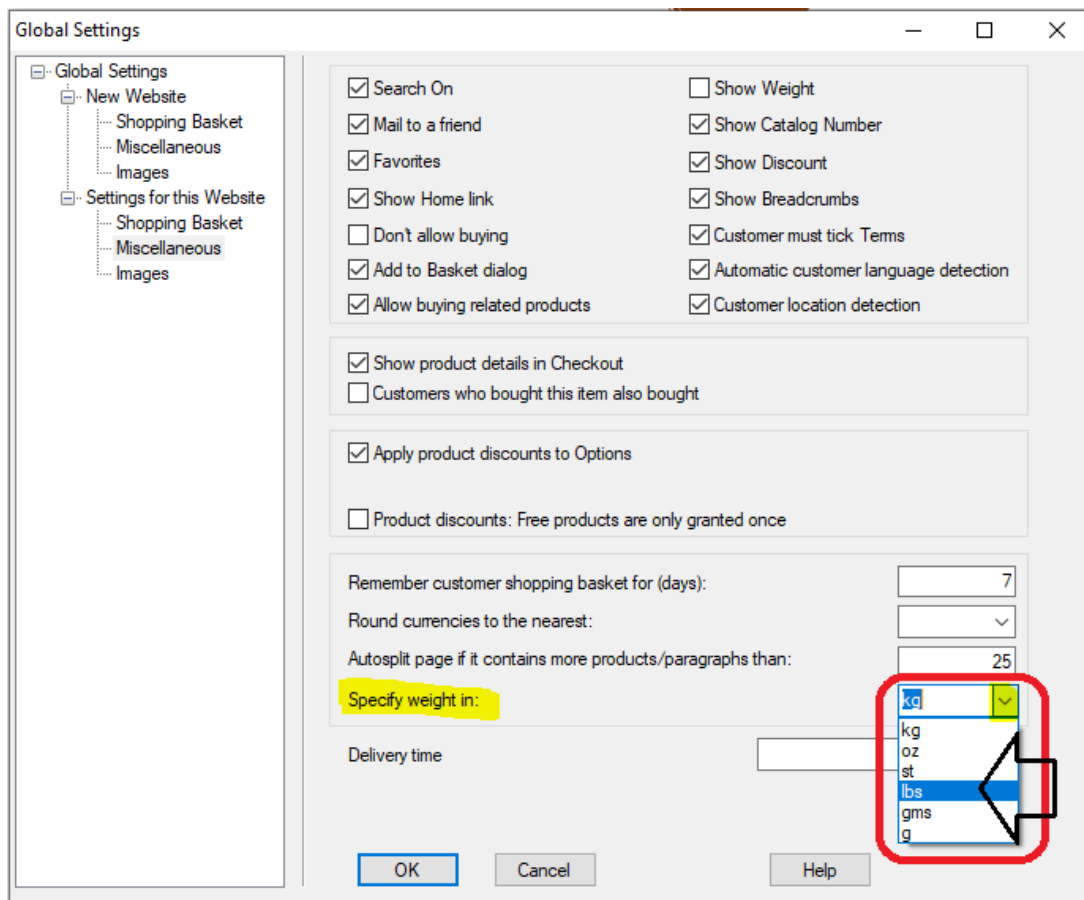 Global Settings
Global Settings
New Website
Shopping Basket
Miscellaneous
Images
Settings for this Website
Shopping Basket
Miscellaneous
Images
Search On
Mail to a friend
Favorites
Show Home link
Don't allow buying
Add to Basket dialog
Allow buying related products
Show Weight
Show Catalog Number
Show Discount
Show Breadcrumbs
Customer must tick Terms
Automatic customer language detection
Customer location detection
Show product details in Checkout
Customers who bought this item also bought
Apply product discounts to Options
Product discounts: Free products are only granted once
Remember customer shopping basket for (days): 7
Round currencies to the nearest:
Autosplit page if it contains more products/paragraphs than: 25
Specify weight in: kg
kg
oz
st
lbs
gms
g
Delivery time
OK Cancel Help